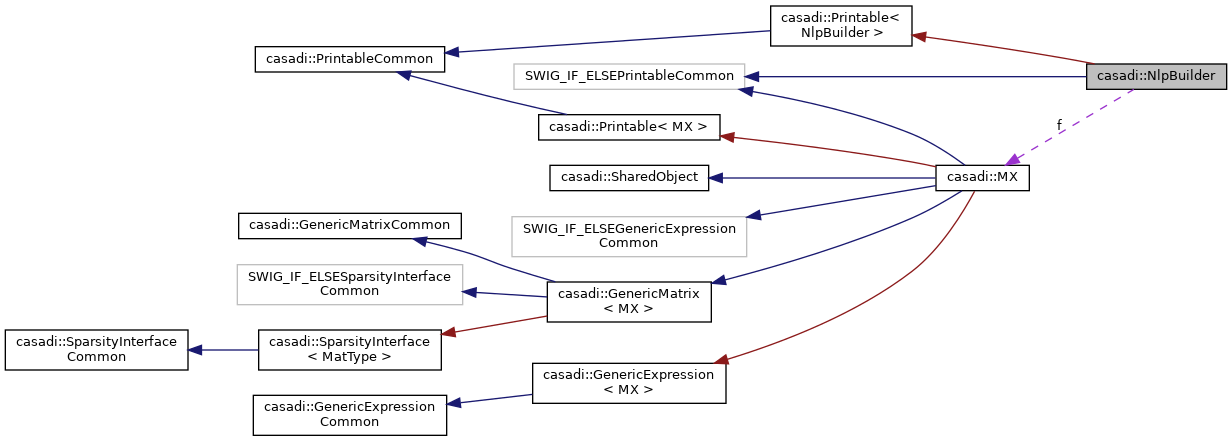 casadi::Printable<
NlpBuilder >
casadi::PrintableCommon
SWIG_IF_ELSEPrintableCommon
casadi::NlpBuilder
casadi::Printable< MX >
f
casadi::SharedObject
casadi::MX
casadi::GenericMatrixCommon
SWIG_IF_ELSEGenericExpression
Common
SWIG_IF_ELSESparsityInterface
Common
casadi::GenericMatrix
< MX >
casadi::SparsityInterface
Common
casadi::SparsityInterface
< MatType >
casadi::GenericExpression
< MX >
casadi::GenericExpression
Common